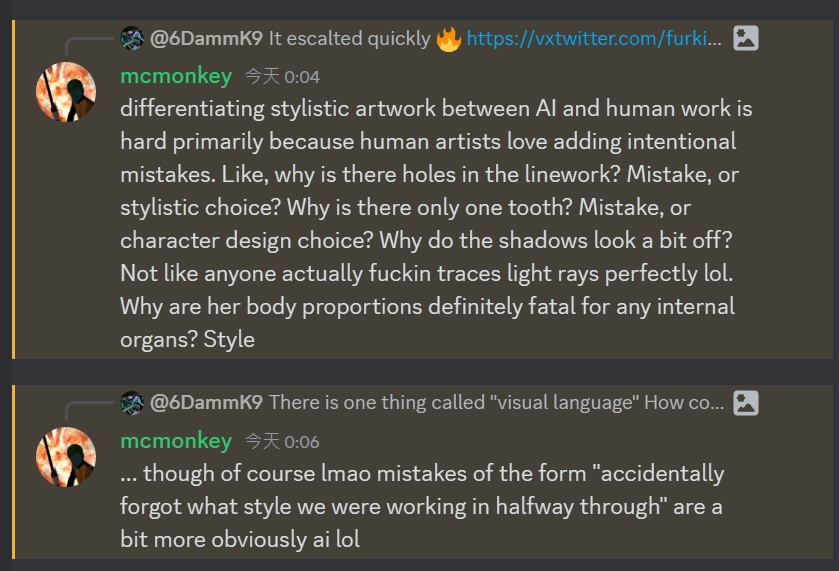 @6DammK9 It escalted quickly 🔥 https://vxtwitter.com/furki...
mcmonkey 今天 0:04
differentiating stylistic artwork between AI and human work is
hard primarily because human artists love adding intentional
mistakes. Like, why is there holes in the linework? Mistake, or
stylistic choice? Why is there only one tooth? Mistake, or
character design choice? Why do the shadows look a bit off?
Not like anyone actually fuckin traces light rays perfectly lol.
Why are her body proportions definitely fatal for any internal
organs? Style
@6DammK9 There is one thing called "visual language" How co...
mcmonkey 今天 0:06
... though of course lmao mistakes of the form "accidentally
forgot what style we were working in halfway through" are a
bit more obviously ai lol